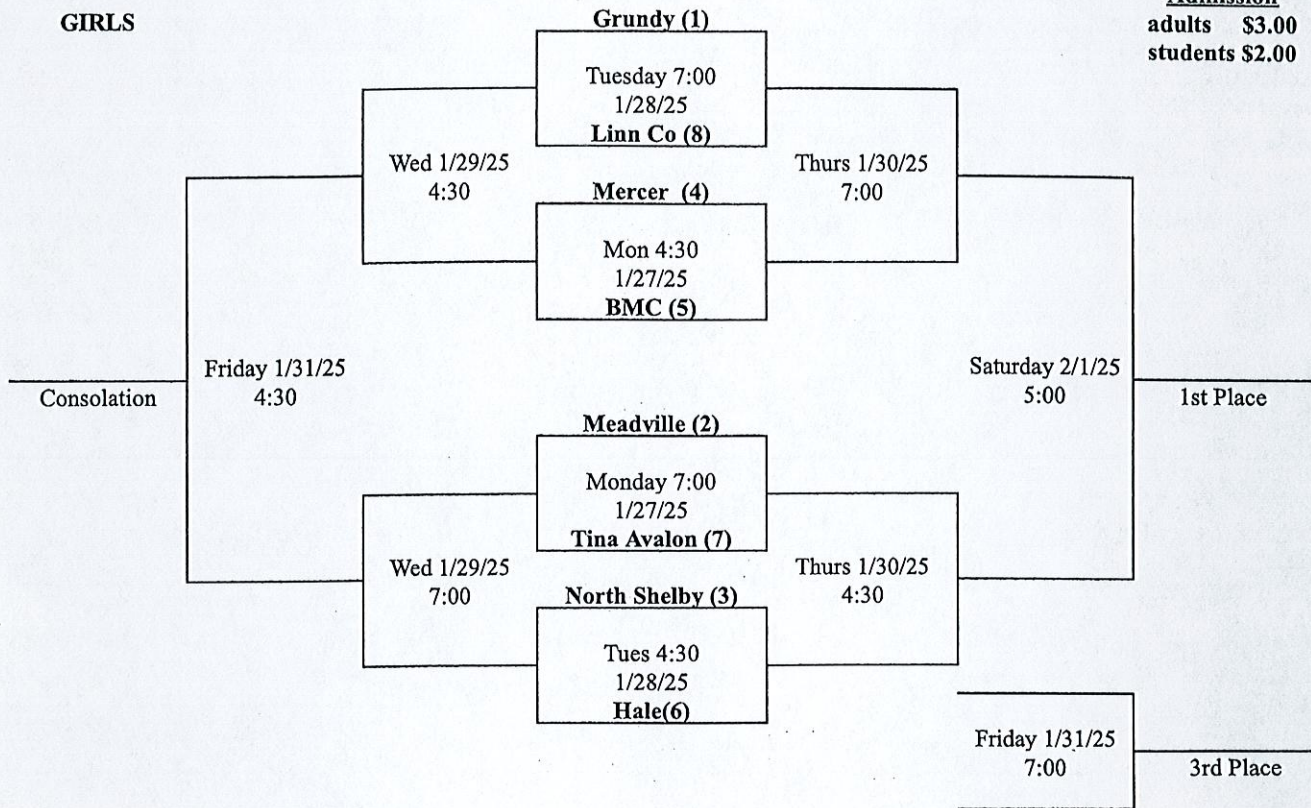 GIRLS
Admission
adults $3.00
students $2.00
Grundy (1)
Tuesday 7:00
1/28/25
Linn Co (8)
Wed 1/29/25
4:30
Thurs 1/30/25
7:00
Mercer (4)
Mon 4:30
1/27/25
BMC (5)
Friday 1/31/25
4:30
Consolation
Saturday 2/1/25
5:00
1st Place
Meadville (2)
Monday 7:00
1/27/25
Tina Avalon (7)
Wed 1/29/25
7:00
Thurs 1/30/25
4:30
North Shelby (3)
Tues 4:30
1/28/25
Hale(6)
Friday 1/31/25
7:00
3rd Place